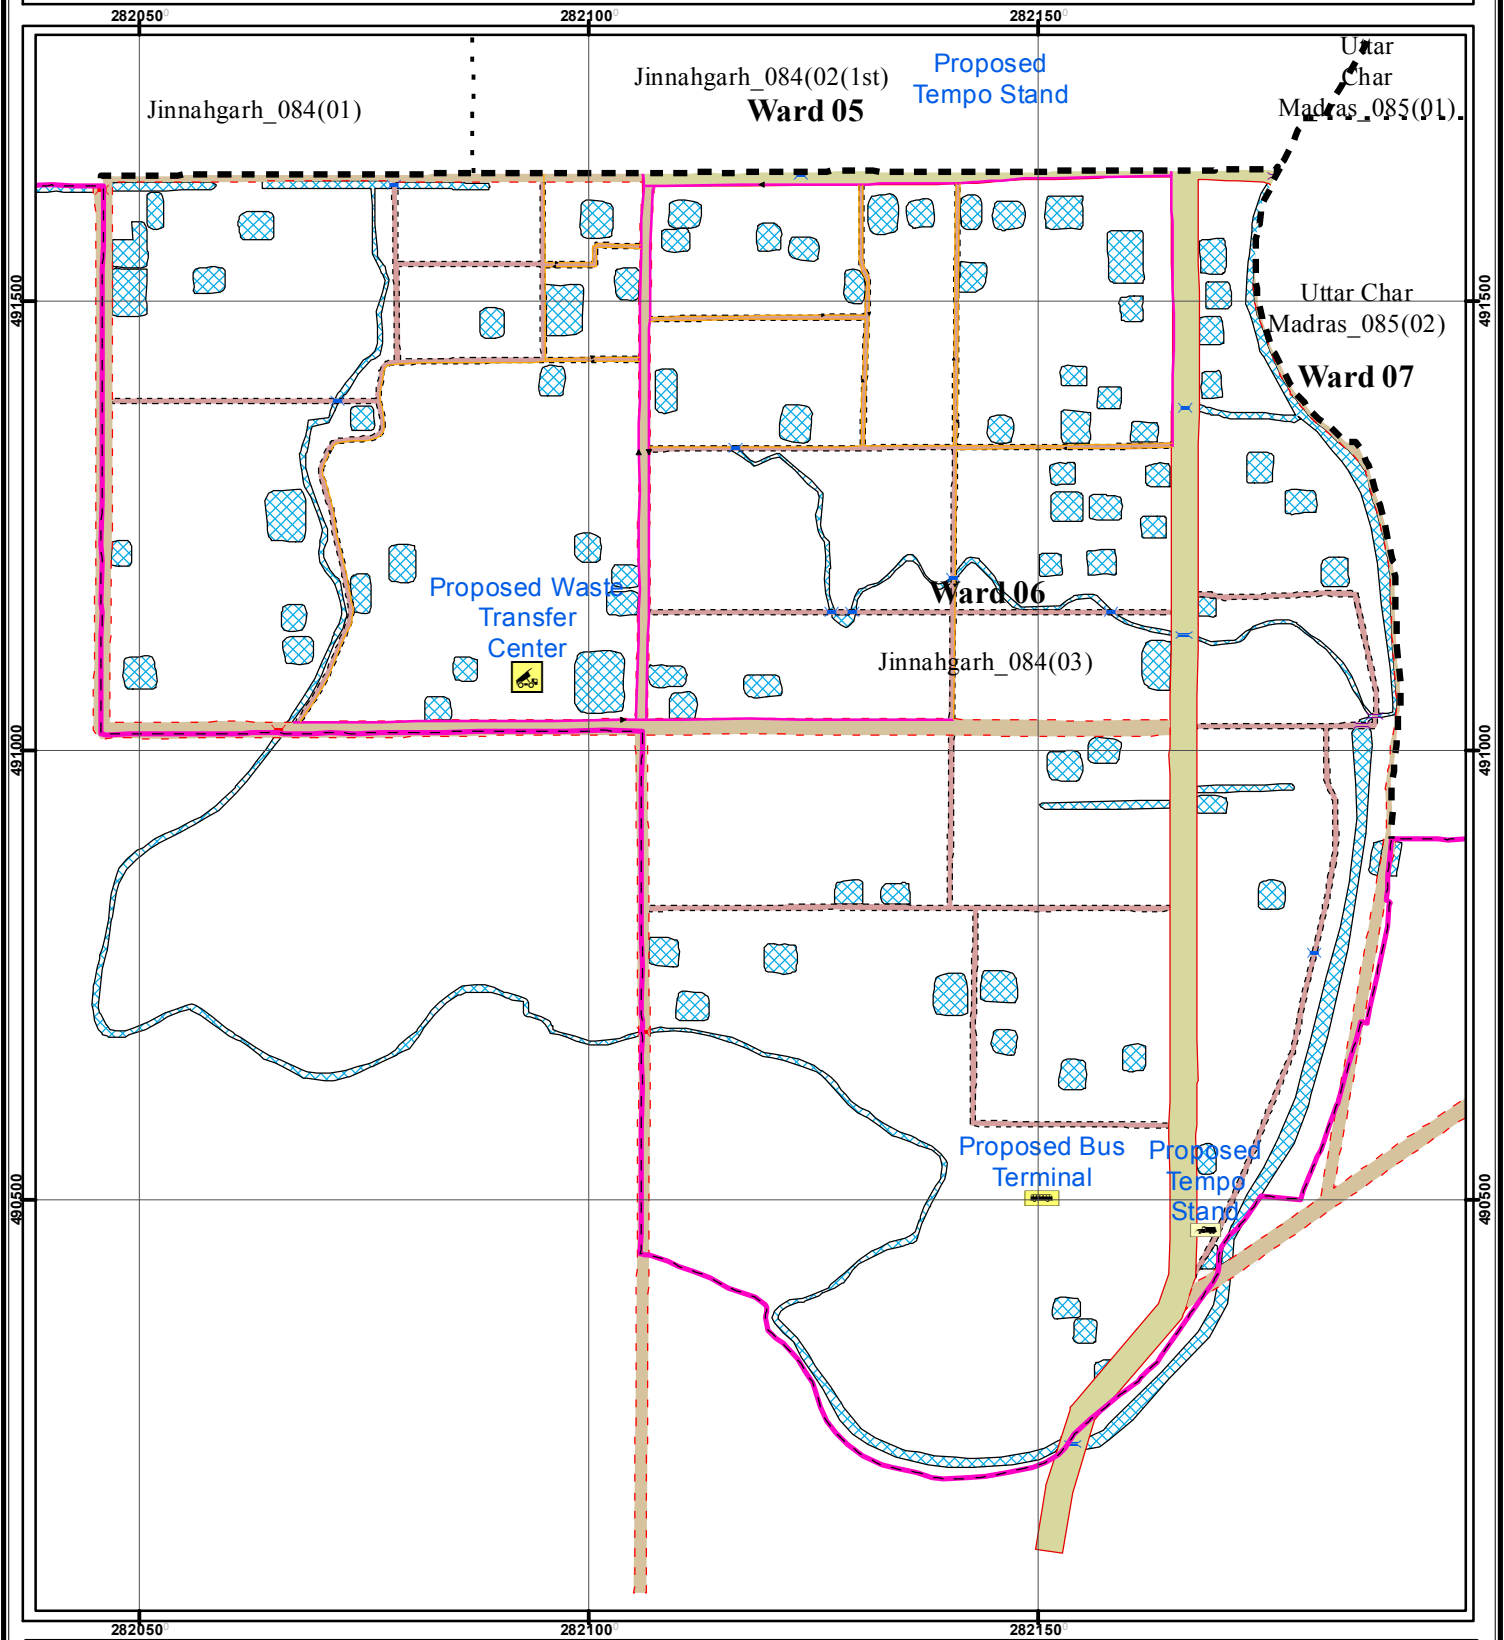 282050 282100 282150
Uttar
Char
Madras_085(01)
Proposed
Tempo Stand
Jinnahgarh_084(02(1st)
Ward 05
Jinnahgarh_084(01)
491500 491500
Uttar Char
Madras_085(02)
Ward 07
Proposed Waste
Transfer
Center
Ward 06
Jinnahgarh_084(03)
491000 491000
Proposed Bus
Terminal
Proposed
Tempo
Stand
490500 490500
282050 282100 282150